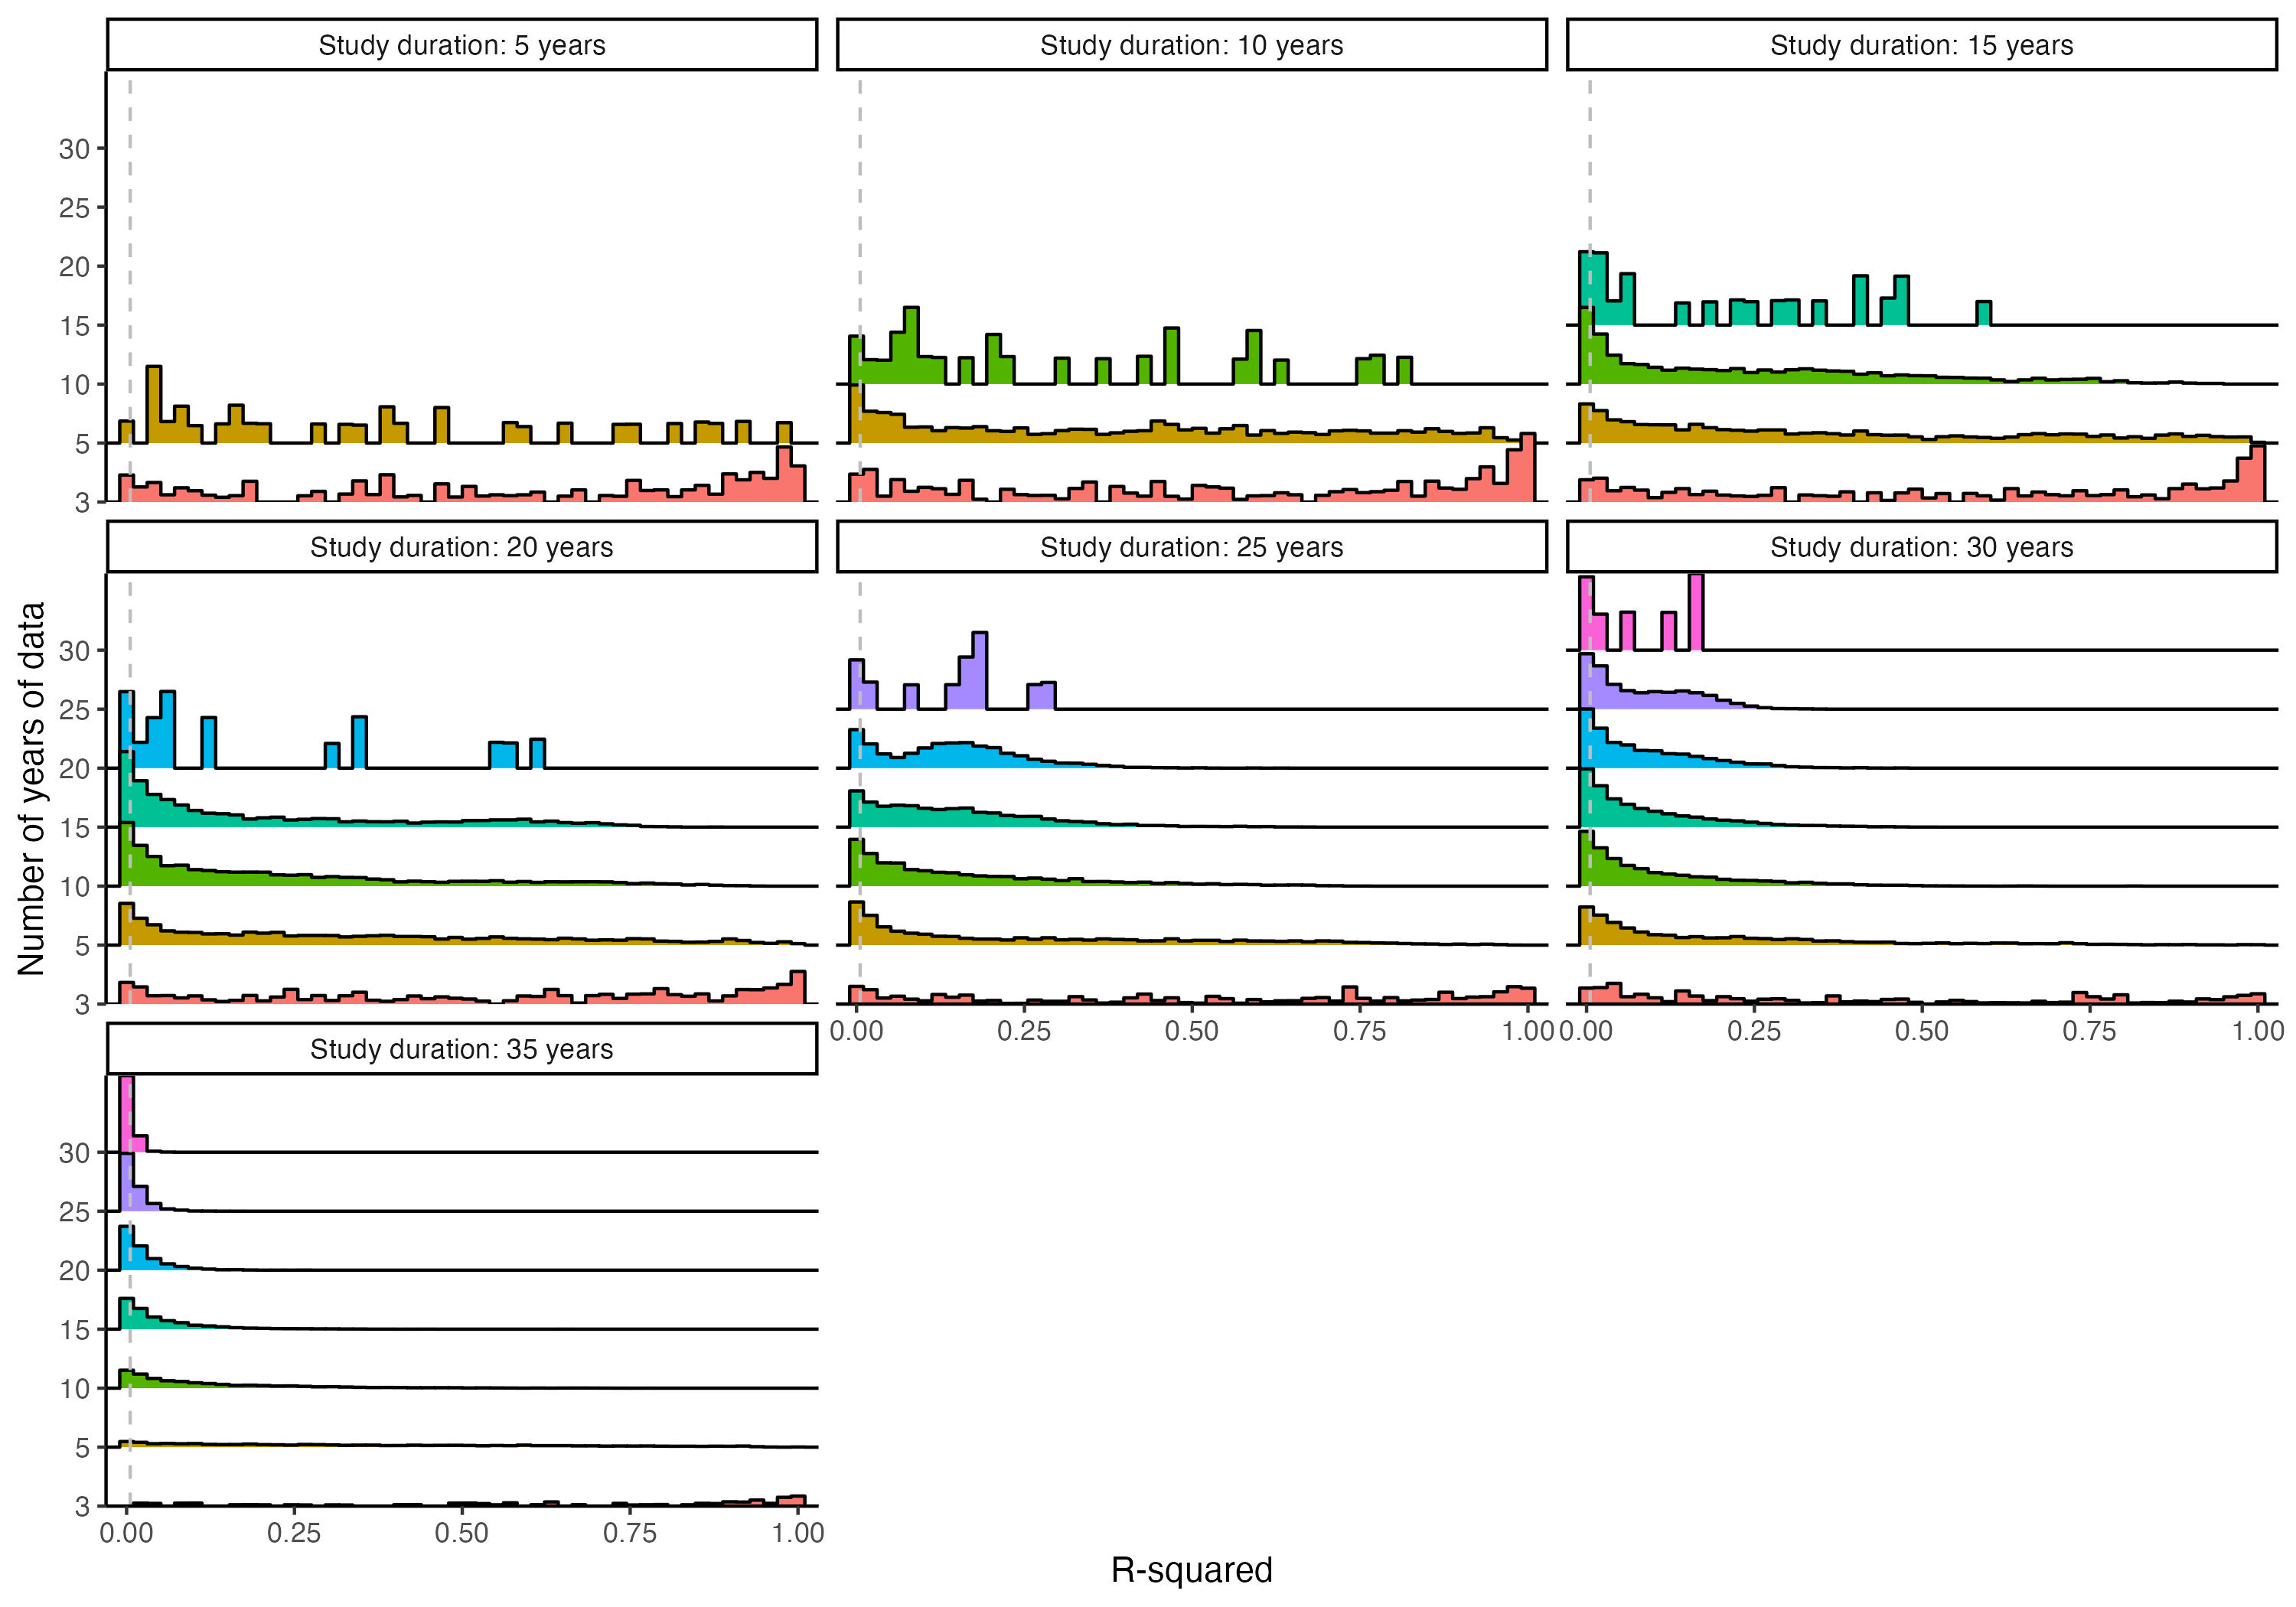 Study duration: 5 years
Study duration: 10 years
Study duration: 15 years
30
25
20
15
10
5
3
Study duration: 20 years
Study duration: 25 years
Study duration: 30 years
Number of years of data
30
25
20
15
10
5
3
0.00 0.25 0.50 0.75 1.00
0.00 0.25 0.50 0.75 1.00
Study duration: 35 years
30
25
20
15
10
5
3
0.00 0.25 0.50 0.75 1.00
R-squared